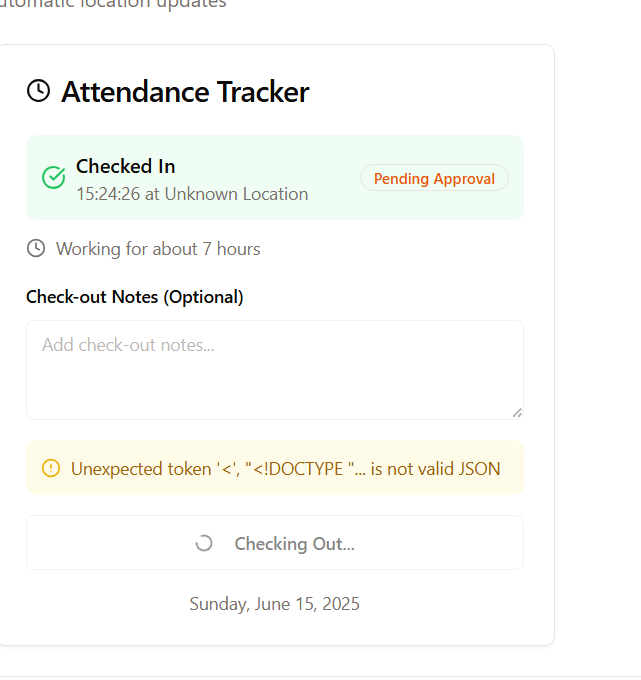 automatic location updates
Attendance Tracker
Checked In
15:24:26 at Unknown Location
Pending Approval
Working for about 7 hours
Check-out Notes (Optional)
Add check-out notes...
Unexpected token '<', "<!DOCTYPE "... is not valid JSON
Checking Out...
Sunday, June 15, 2025